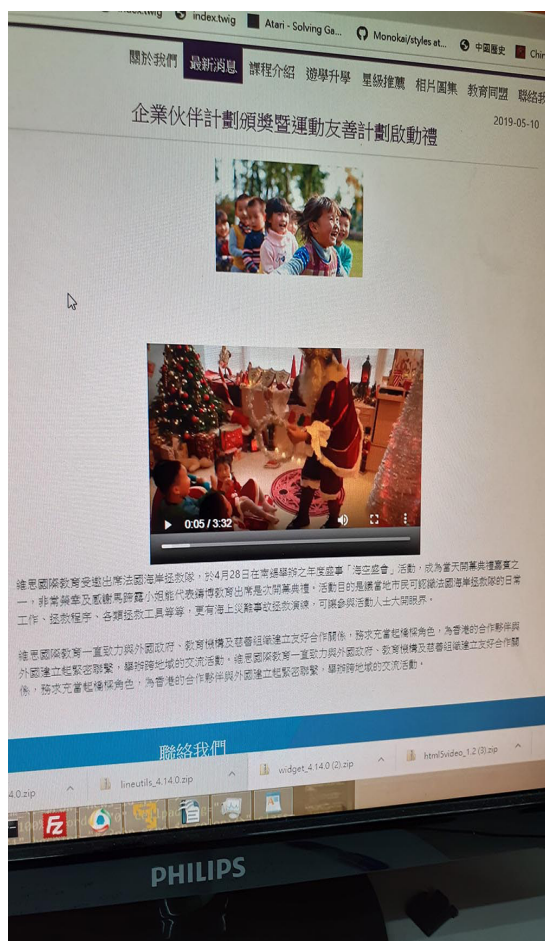 index.twig
index.twig
Atari - Solving Ga...
Monokai/styles at...
中國歷史
Chin
關於我們 最新消息 課程介紹 遊學升學 星級推薦 相片圖集 教育同盟 聯絡我
2019-05-10
企業伙伴計劃頒獎暨運動友善計劃啟動禮
0:05 / 3:32
維思國際教育受邀出席法國海岸拯救隊，於4月28日在南端舉辦之年度盛事「海空盛會」活動，成為當天開幕典禮嘉賓之
一，非常榮幸及感謝馬薛露小姐能代表績博教育出席是次開幕典禮。活動目的是讓當地市民可認識法國海岸拯救隊的日常
工作、拯救程序、各類拯救工具等等，更有海上災難事故拯救演練，可讓參與活動人士大開眼界。
維思國際教育一直致力與外國政府、教育機構及慈善組織建立友好合作關係，務求充當起橋樑角色，為香港的合作夥伴與
外國建立起緊密聯繫，舉辦跨地域的交流活動。維思國際教育一直致力與外國政府、教育機構及慈善組織建立友好合作關
係，務求充當起橋樑角色，為香港的合作夥伴與外國建立起緊密聯繫，舉辦跨地域的交流活動。
聯絡我們
4.0.zip
lineutils_4.14.0.zip
widget_4.14.0 (2).zip
html5video_1.2 (3).zip
PHILIPS